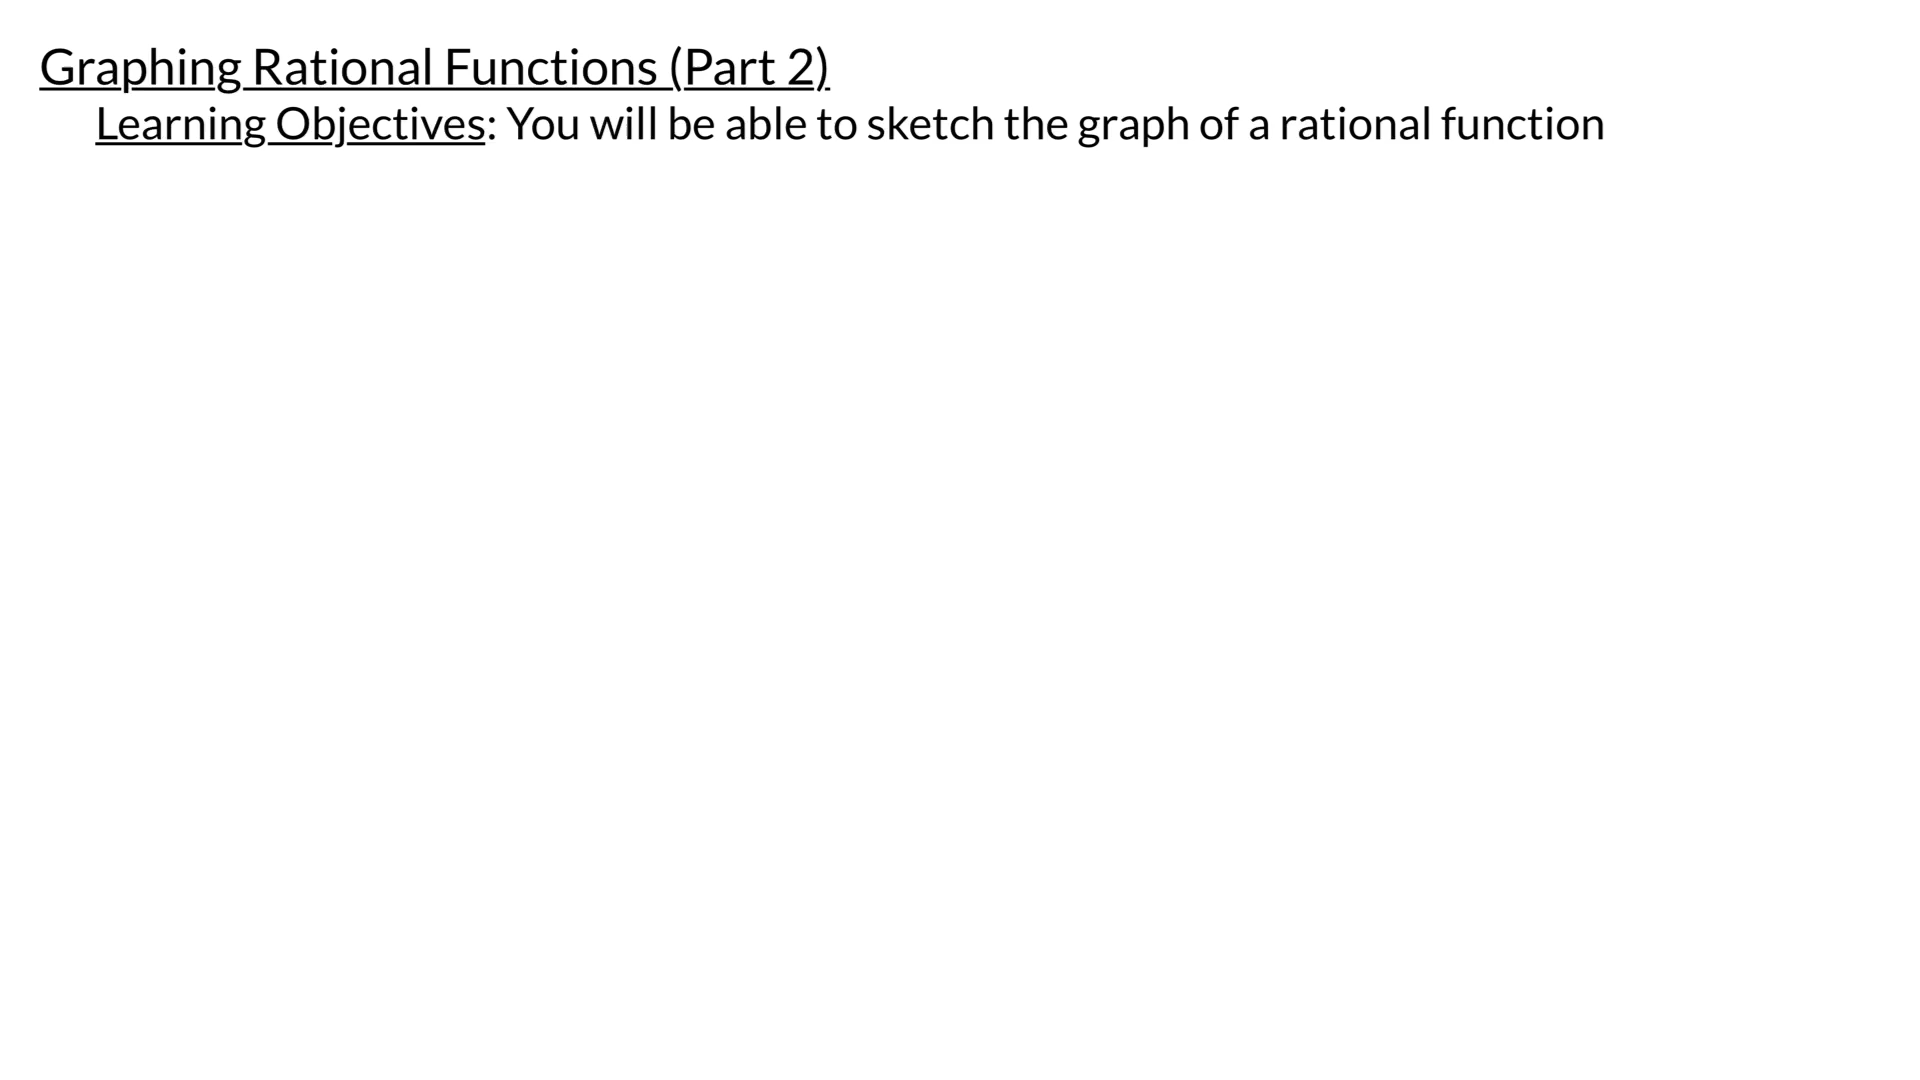 Graphing Rational Functions (Part 2)
Learning Objectives: You will be able to sketch the graph of a rational function